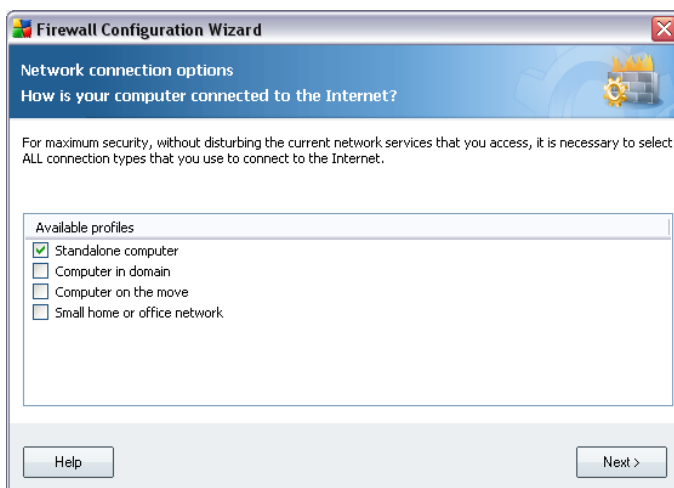 Firewall Configuration Wizard
Network connection options
How is your computer connected to the Internet?
For maximum security, without disturbing the current network services that you access, it is necessary to select
ALL connection types that you use to connect to the Internet.
Available profiles
Standalone computer
Computer in domain
Computer on the move
Small home or office network
Help
Next >